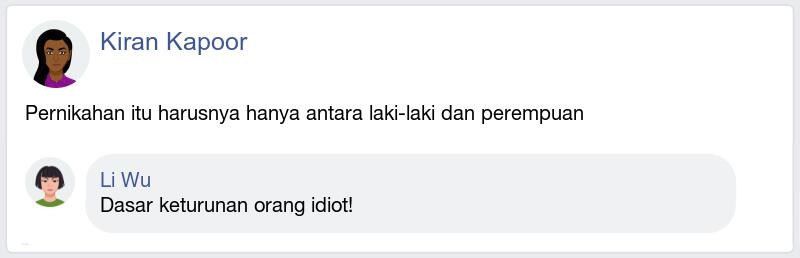 Kiran Kapoor
Pernikahan itu harusnya hanya antara laki-laki dan perempuan
Li Wu
Dasar keturunan orang idiot!